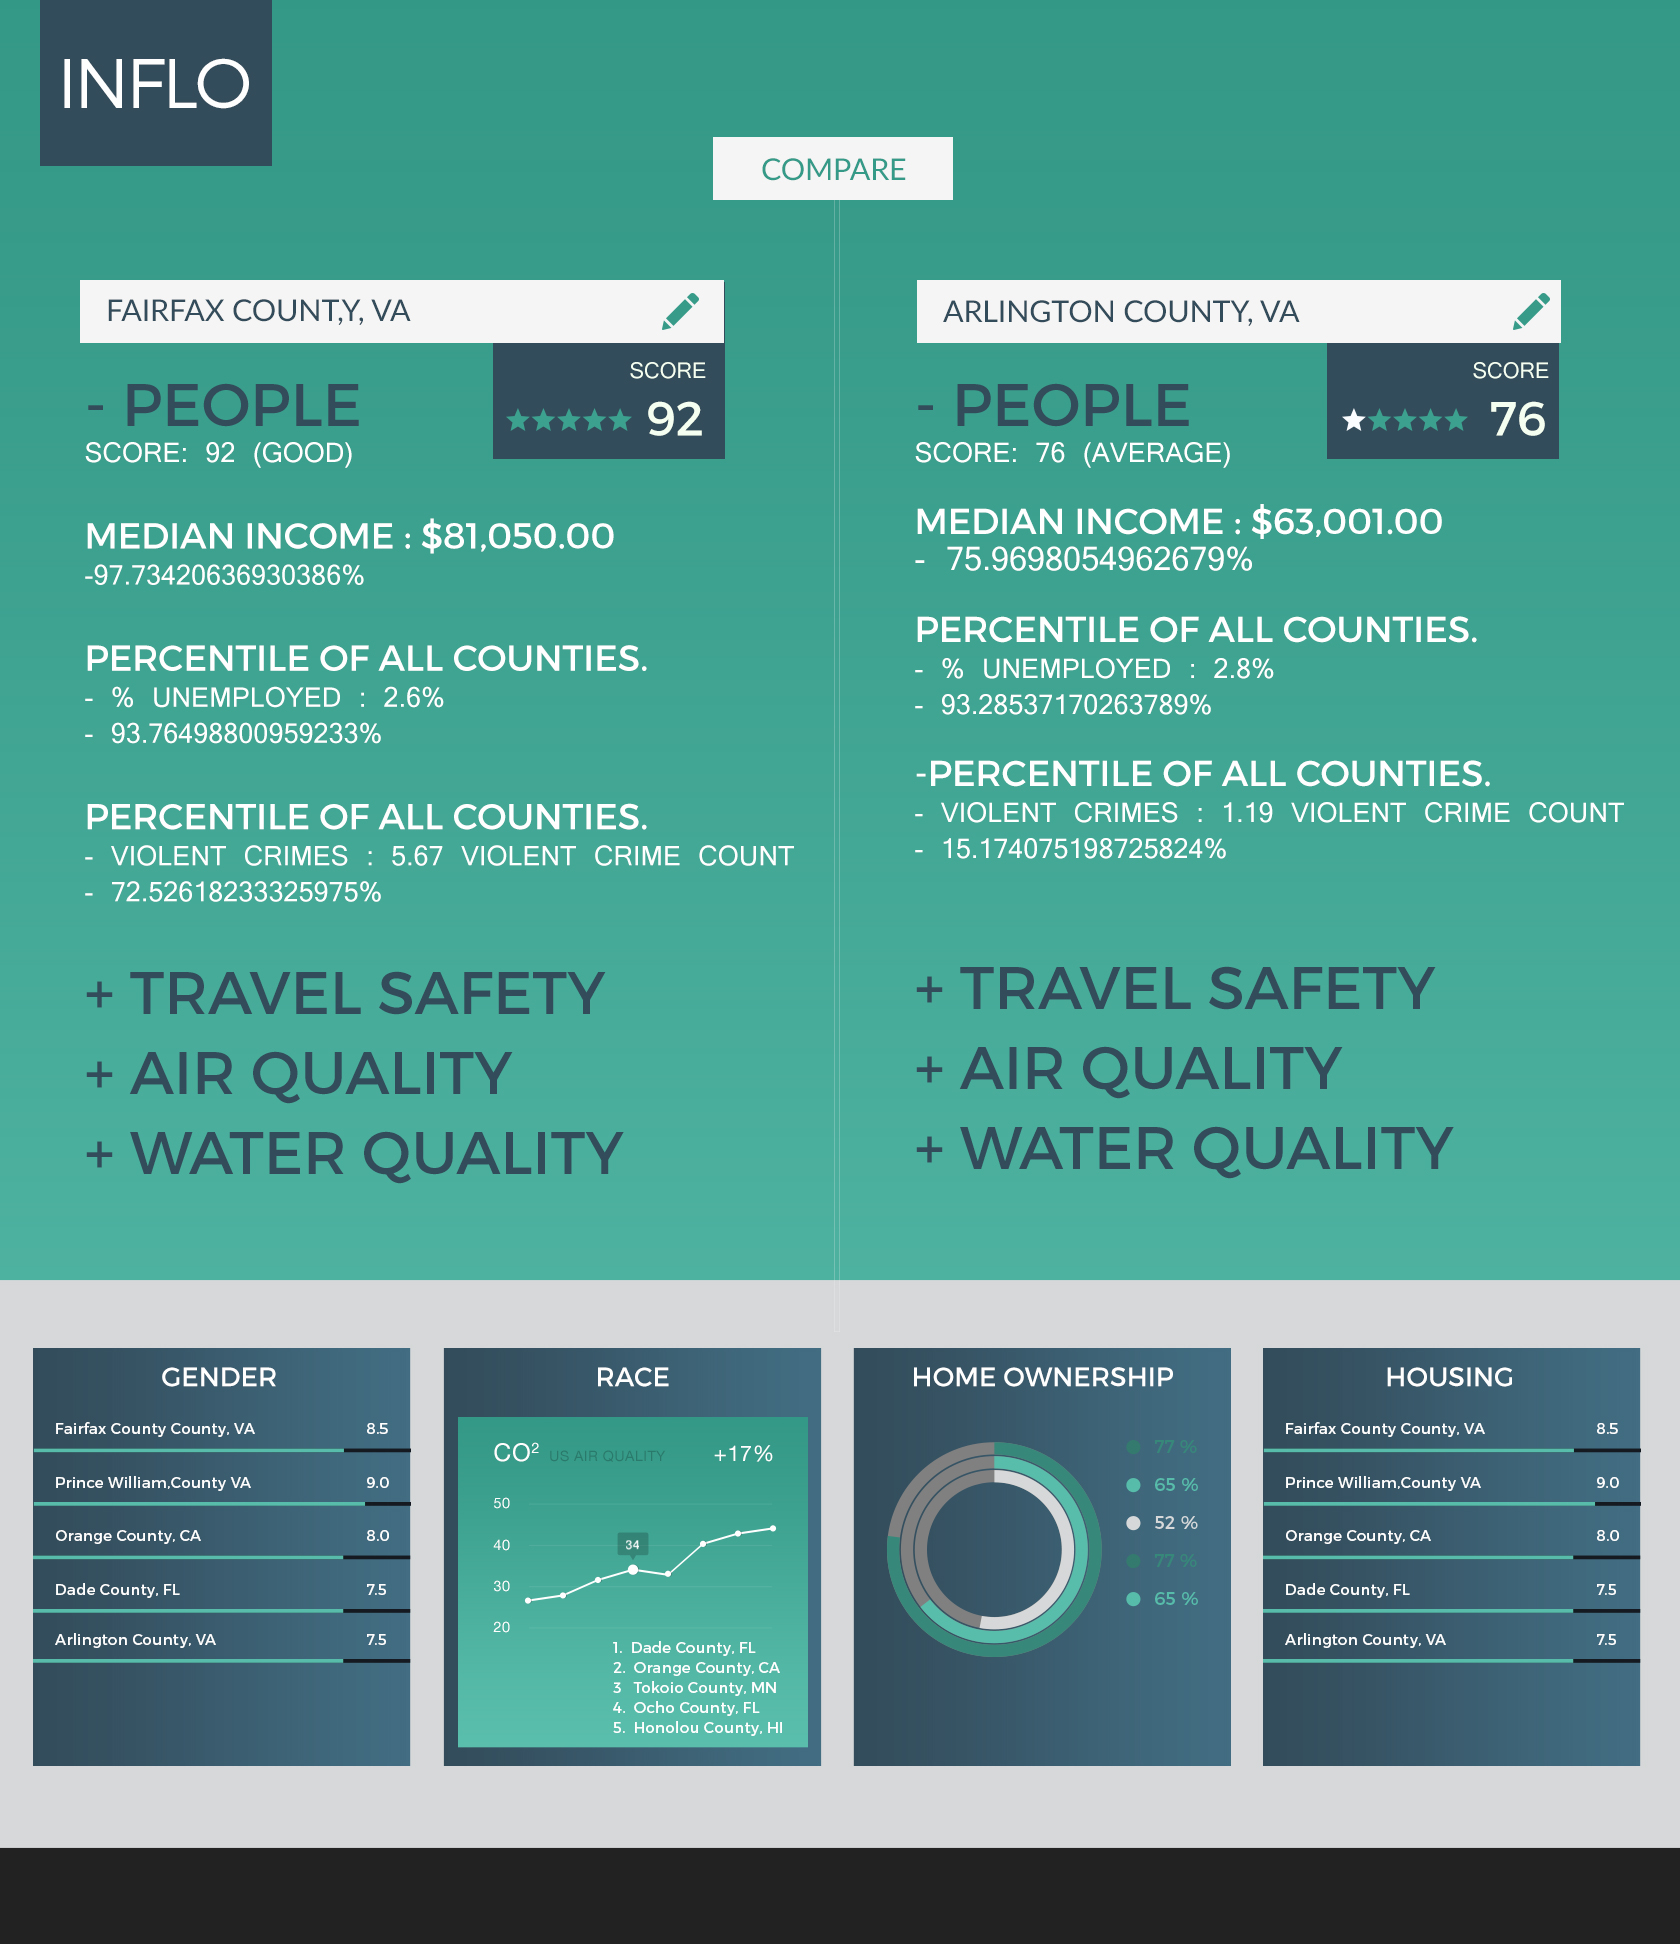 INFLO
COMPARE
FAIRFAX COUNT,Y, VA
SCORE
92
- PEOPLE
SCORE: 92 (GOOD)
MEDIAN INCOME : $81,050.00
-97.73420636930386%
PERCENTILE OF ALL COUNTIES.
- % UNEMPLOYED : 2.6%
- 93.76498800959233%
PERCENTILE OF ALL COUNTIES.
- VIOLENT CRIMES : 5.67 VIOLENT CRIME COUNT
- 72.52618233325975%
+ TRAVEL SAFETY
+ AIR QUALITY
+ WATER QUALITY
ARLINGTON COUNTY, VA
SCORE
76
- PEOPLE
SCORE: 76 (AVERAGE)
MEDIAN INCOME : $63,001.00
- 75.9698054962679%
PERCENTILE OF ALL COUNTIES.
- % UNEMPLOYED : 2.8%
- 93.28537170263789%
-PERCENTILE OF ALL COUNTIES.
- VIOLENT CRIMES : 1.19 VIOLENT CRIME COUNT
- 15.174075198725824%
+ TRAVEL SAFETY
+ AIR QUALITY
+ WATER QUALITY
GENDER
Fairfax County County, VA 8.5
Prince William,County VA 9.0
Orange County, CA 8.0
Dade County, FL 7.5
Arlington County, VA 7.5
RACE
CO² US AIR QUALITY +17%
50
40
34
30
20
1. Dade County, FL
2. Orange County, CA
3 Tokoio County, MN
4. Ocho County, FL
5. Honolou County, HI
HOME OWNERSHIP
77 %
65 %
52 %
77 %
65 %
HOUSING
Fairfax County County, VA 8.5
Prince William,County VA 9.0
Orange County, CA 8.0
Dade County, FL 7.5
Arlington County, VA 7.5